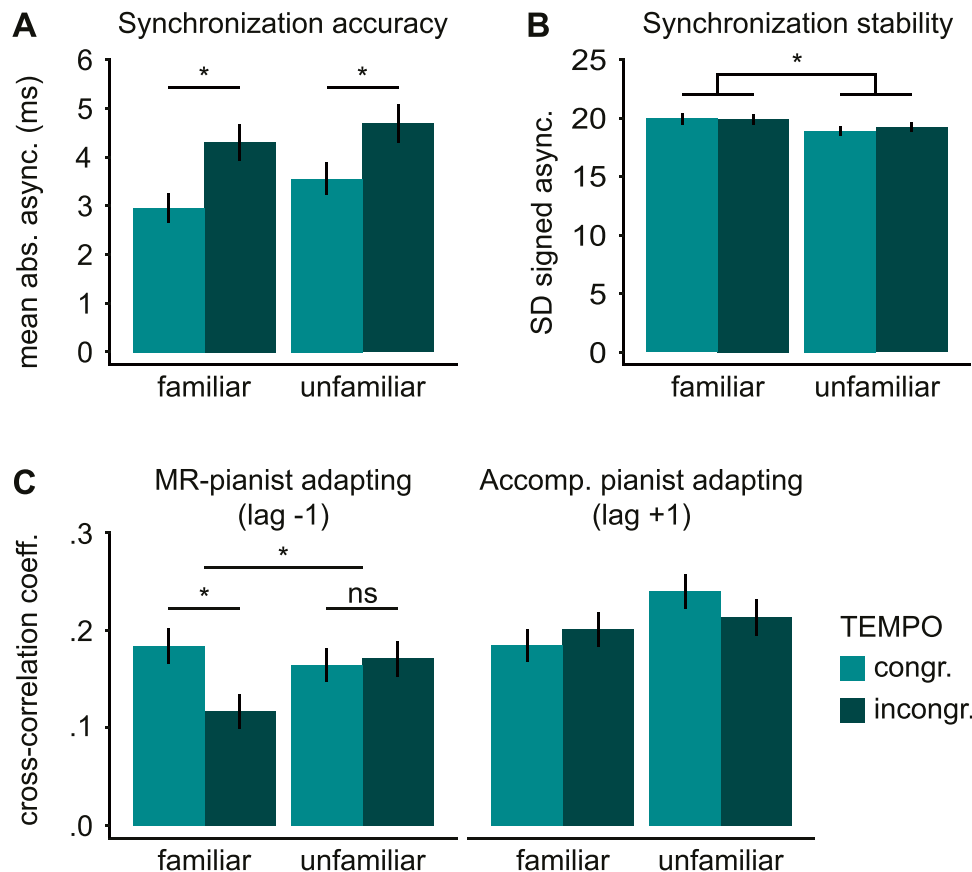 A Synchronization accuracy
mean abs. async. (ms)
6
5
4
3
2
1
0
*
*
familiar unfamiliar
B Synchronization stability
SD signed async.
25
20
15
10
5
0
*
familiar unfamiliar
C MR-pianist adapting
(lag -1)
cross-correlation coeff.
.3
.2
.1
.0
*
*
ns
familiar unfamiliar
Accomp. pianist adapting
(lag +1)
familiar unfamiliar
TEMPO
congr.
incongr.